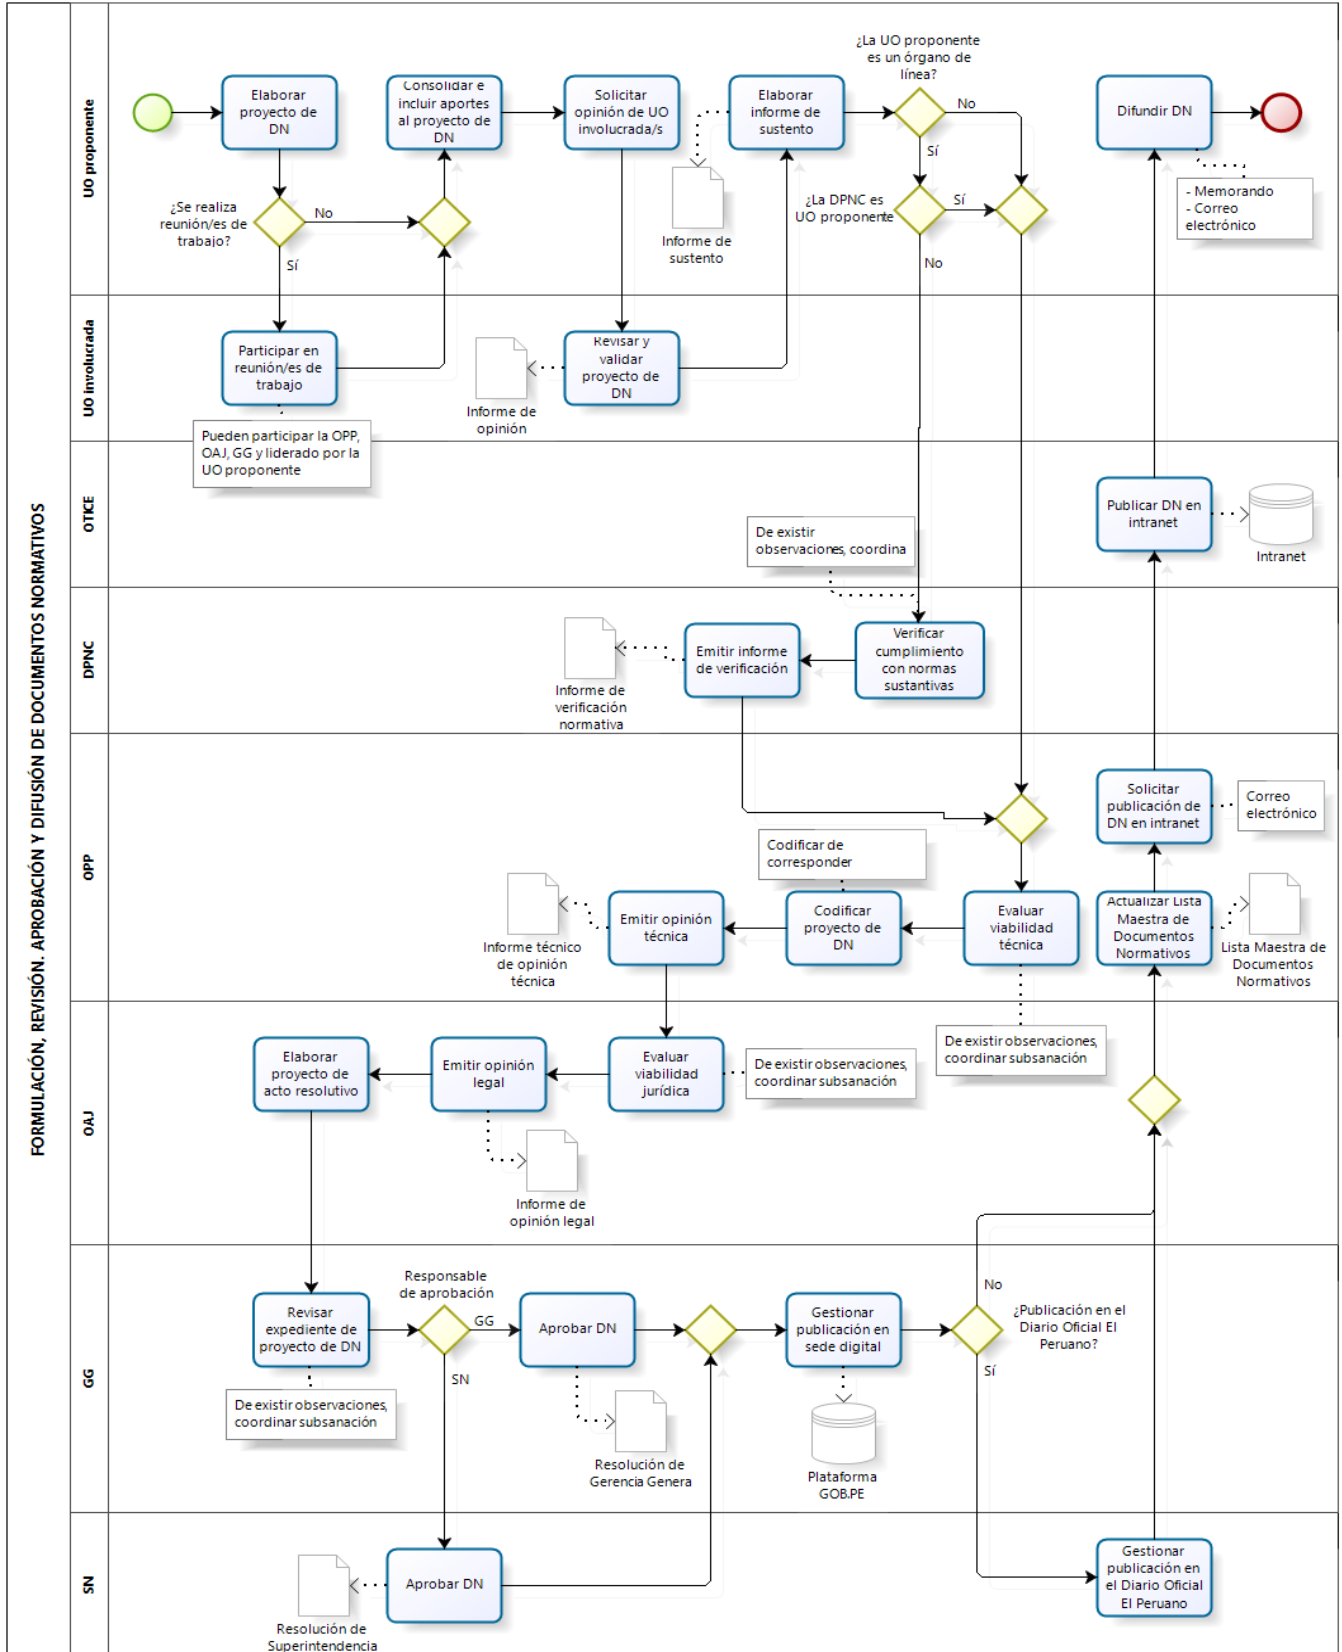 FORMULACIÓN, REVISIÓN. APROBACIÓN Y DIFUSIÓN DE DOCUMENTOS NORMATIVOS
UO proponente
Elaborar
proyecto de
DN
¿Se realiza
reunión/es de
trabajo?
No
Sí
Consolidar e
incluir aportes
al proyecto de
DN
Solicitar
opinión de UO
involucrada/s
Elaborar
informe de
sustento
Informe de
sustento
¿La UO proponente
es un órgano de
línea?
No
Sí
¿La DPNC es
UO proponente
Sí
No
Difundir DN
- Memorando
- Correo
electrónico
UO involucrada
Participar en
reunión/es de
trabajo
Pueden participar la OPP,
OAJ, GG y liderado por la
UO proponente
Informe de
opinión
Revisar y
validar
proyecto de
DN
OTICE
De existir
observaciones, coordina
Publicar DN en
intranet
Intranet
DPNC
Informe de
verificación
normativa
Emitir informe
de verificación
Verificar
cumplimiento
con normas
sustantivas
OPP
Solicitar
publicación de
DN en intranet
Correo
electrónico
Codificar de
corresponder
Informe técnico
de opinión
técnica
Emitir opinión
técnica
Codificar
proyecto de
DN
Evaluar
viabilidad
técnica
Actualizar Lista
Maestra de
Documentos
Normativos
Lista Maestra de
Documentos
Normativos
OAJ
De existir observaciones,
coordinar subsanación
Elaborar
proyecto de
acto resolutivo
Emitir opinión
legal
Evaluar
viabilidad
jurídica
De existir observaciones,
coordinar subsanación
Informe de
opinión legal
GG
Revisar
expediente de
proyecto de DN
De existir observaciones,
coordinar subsanación
Responsable
de aprobación
GG
SN
Aprobar DN
Resolución de
Gerencia Genera
Gestionar
publicación en
sede digital
Plataforma
GOB.PE
No
¿Publicación en el
Diario Oficial El
Peruano?
Sí
SN
Resolución de
Superintendencia
Aprobar DN
Gestionar
publicación en
el Diario Oficial
El Peruano